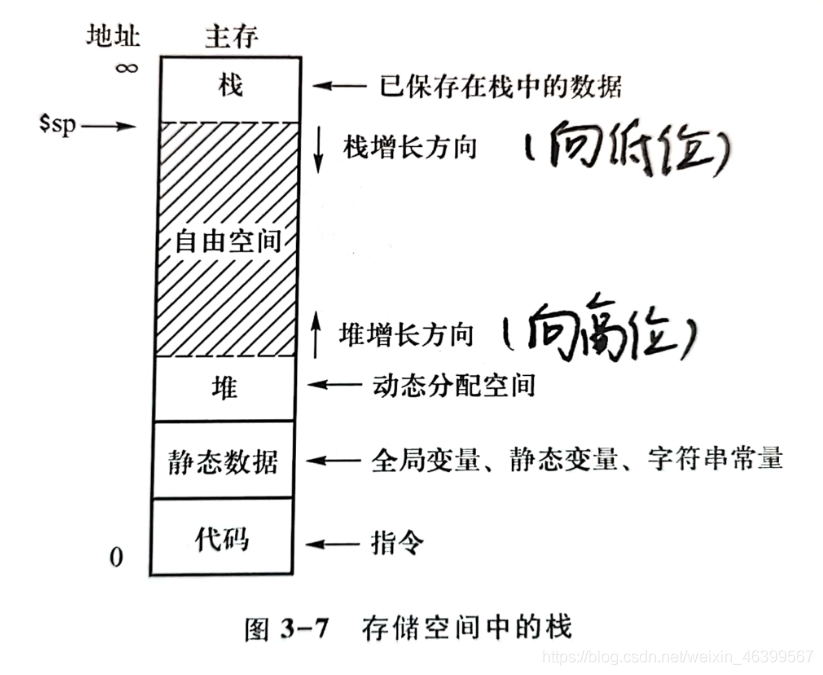 地址 主存
∞
栈 已保存在栈中的数据
$sp
栈增长方向 (向低位)
自由空间
堆增长方向 (向高位)
堆 动态分配空间
静态数据 全局变量、静态变量、字符串常量
代码 指令
0
图 3-7 存储空间中的栈
https://blog.csdn.net/weixin_46399567